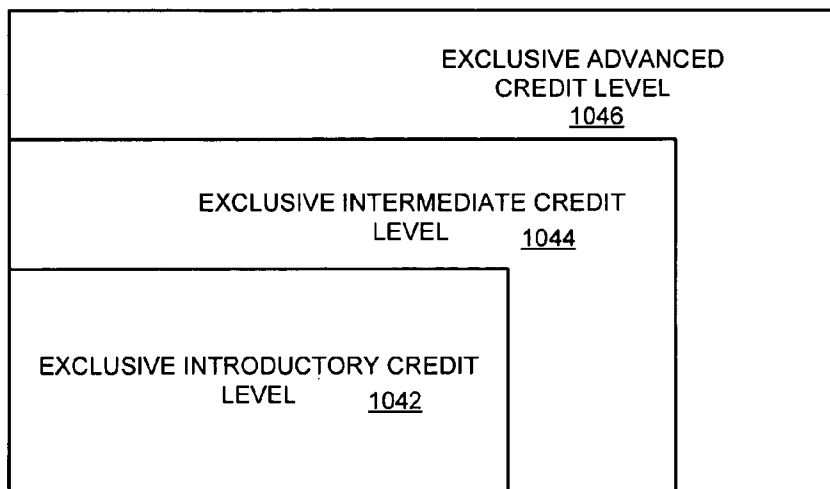 EXCLUSIVE ADVANCED
CREDIT LEVEL
1046
EXCLUSIVE INTERMEDIATE CREDIT
LEVEL 1044
EXCLUSIVE INTRODUCTORY CREDIT
LEVEL 1042